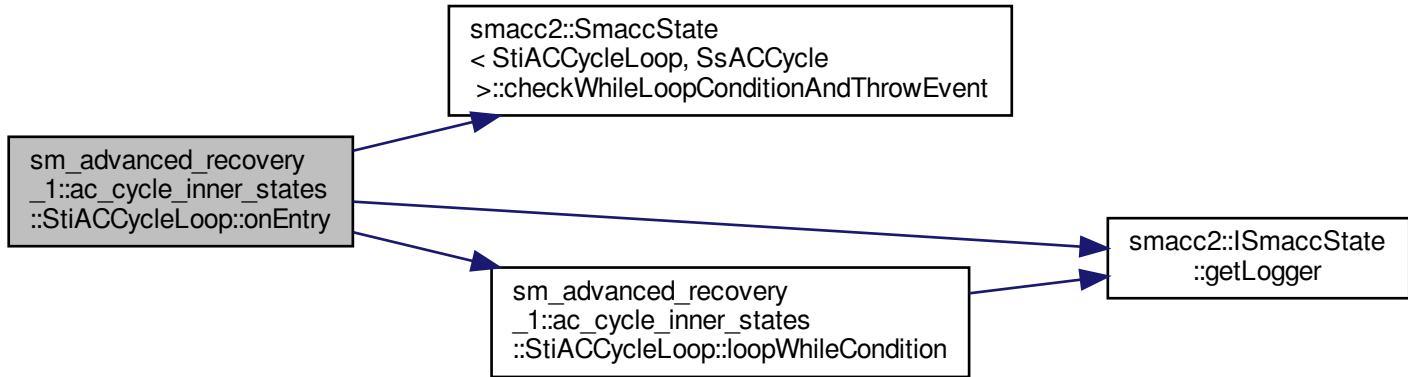 sm_advanced_recovery
_1::ac_cycle_inner_states
::StiACCycleLoop::onEntry
smacc2::SmaccState
< StiACCycleLoop, SsACCycle
>::checkWhileLoopConditionAndThrowEvent
smacc2::ISmaccState
::getLogger
sm_advanced_recovery
_1::ac_cycle_inner_states
::StiACCycleLoop::loopWhileCondition